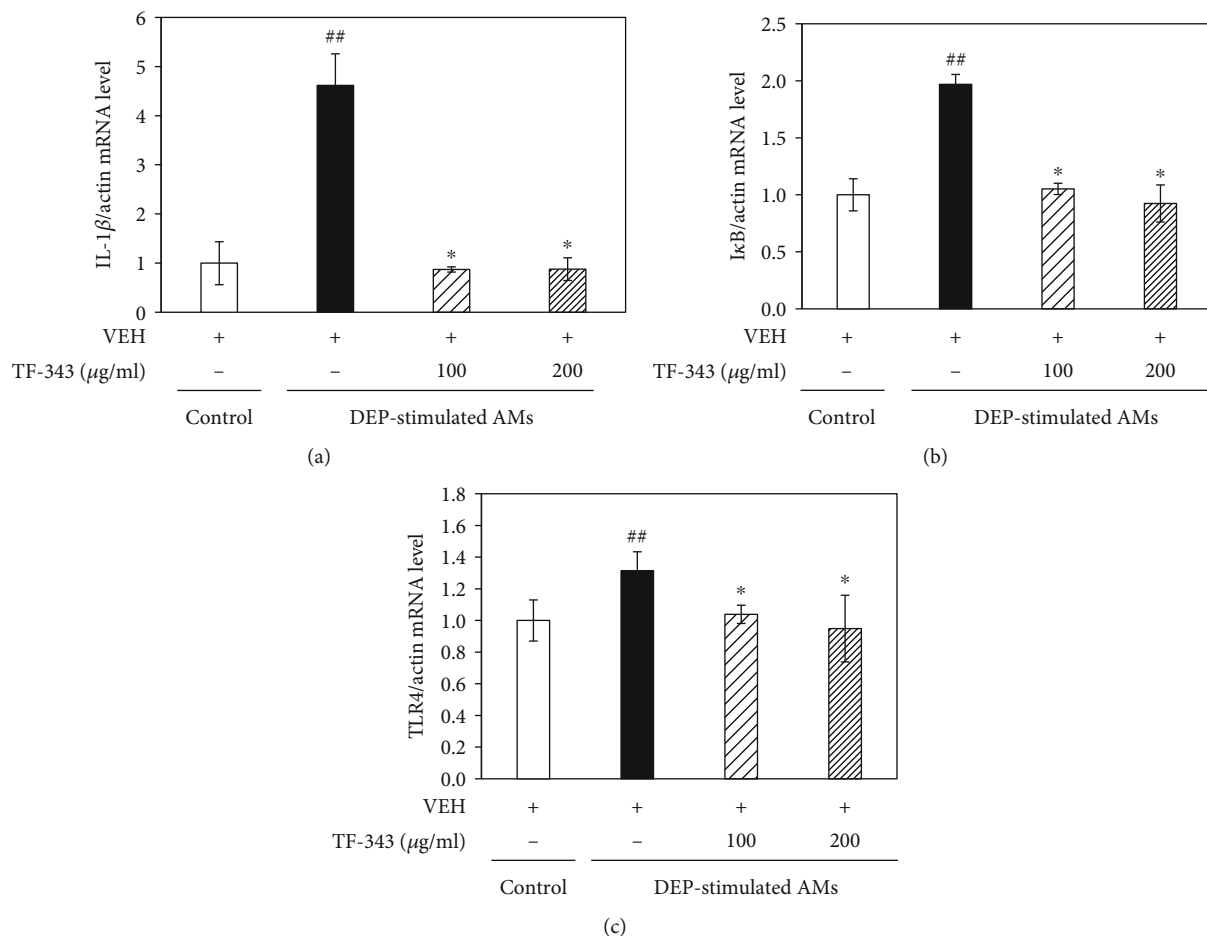 IL-1β/actin mRNA level
6
5
4
3
2
1
0
##
*
*
VEH + + + +
TF-343 (μg/ml) – – 100 200
Control DEP-stimulated AMs
(a)
IκB/actin mRNA level
2.5
2.0
1.5
1.0
0.5
0.0
##
*
*
VEH + + + +
TF-343 (μg/ml) – – 100 200
Control DEP-stimulated AMs
(b)
TLR4/actin mRNA level
1.8
1.6
1.4
1.2
1.0
0.8
0.6
0.4
0.2
0.0
##
*
*
VEH + + + +
TF-343 (μg/ml) – – 100 200
Control DEP-stimulated AMs
(c)